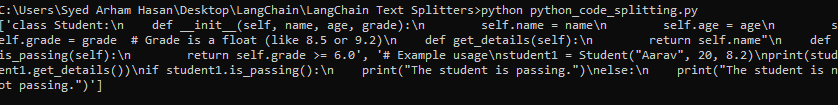 C:\Users\Syed Arham Hasan\Desktop\LangChain\LangChain Text Splitters>python python_code_splitting.py
['class Student:\n    def __init__(self, name, age, grade):\n        self.name = name\n        self.age = age\n        s
elf.grade = grade  # Grade is a float (like 8.5 or 9.2)\n    def get_details(self):\n        return self.name"\n    def
is_passing(self):\n        return self.grade >= 6.0', '# Example usage\nstudent1 = Student("Aarav", 20, 8.2)\nprint(stud
ent1.get_details())\nif student1.is_passing():\n    print("The student is passing.")\nelse:\n    print("The student is n
ot passing.")']